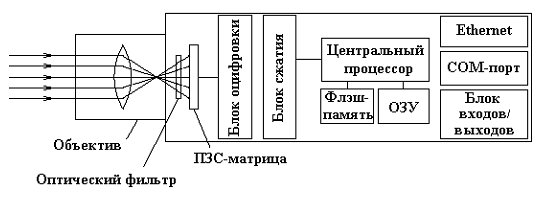 Объектив
Оптический фильтр
ПЗС-матрица
Блок оцифровки
Блок сжатия
Центральный
процессор
Флэш-
память
ОЗУ
Ethernet
COM-порт
Блок
входов/
выходов